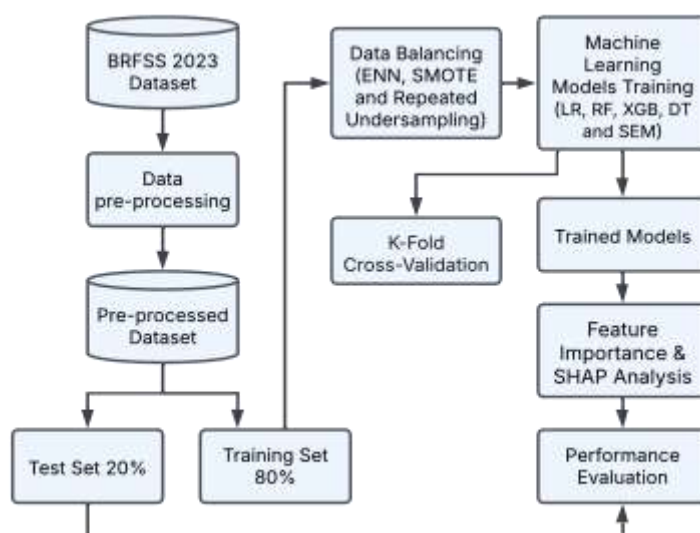 BRFSS 2023
Dataset
Data
pre-processing
Pre-processed
Dataset
Test Set 20%
Training Set
80%
Data Balancing
(ENN, SMOTE
and Repeated
Undersampling)
Machine
Learning
Models Training
(LR, RF, XGB, DT
and SEM)
K-Fold
Cross-Validation
Trained Models
Feature
Importance &
SHAP Analysis
Performance
Evaluation